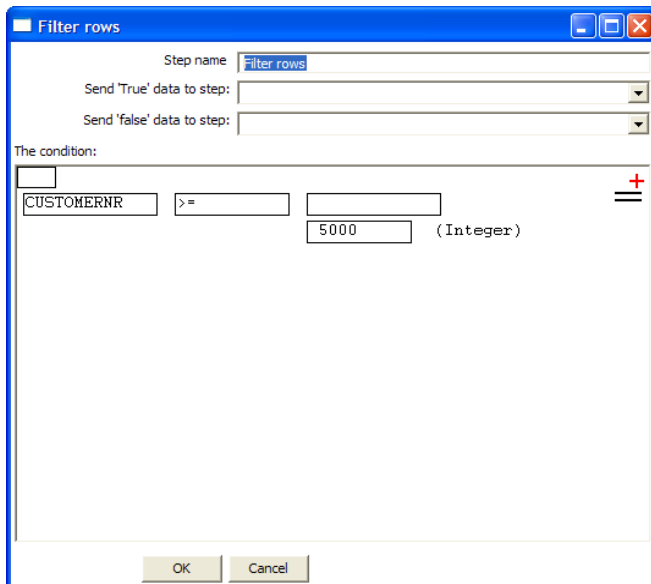 Filter rows
Step name Filter rows
Send 'True' data to step:
Send 'false' data to step:
The condition:
CUSTOMERNR >=
5000 (Integer)
OK Cancel